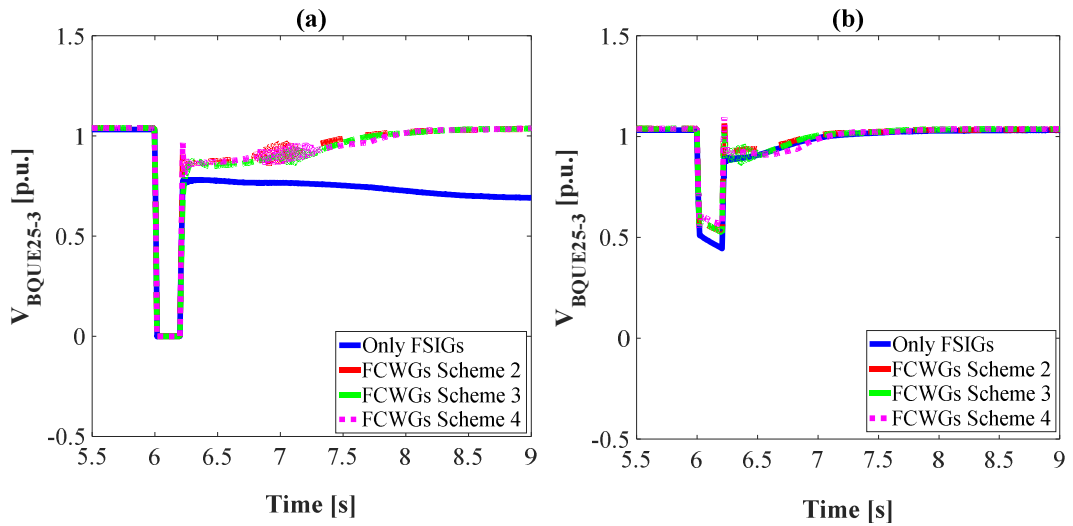 (a)
1.5
1
0.5
0
-0.5
V BQUE25-3 [p.u.]
5.5 6 6.5 7 7.5 8 8.5 9
Time [s]
Only FSIGs
FCWGs Scheme 2
FCWGs Scheme 3
FCWGs Scheme 4
(b)
1.5
1
0.5
0
-0.5
V BQUE25-3 [p.u.]
5.5 6 6.5 7 7.5 8 8.5 9
Time [s]
Only FSIGs
FCWGs Scheme 2
FCWGs Scheme 3
FCWGs Scheme 4